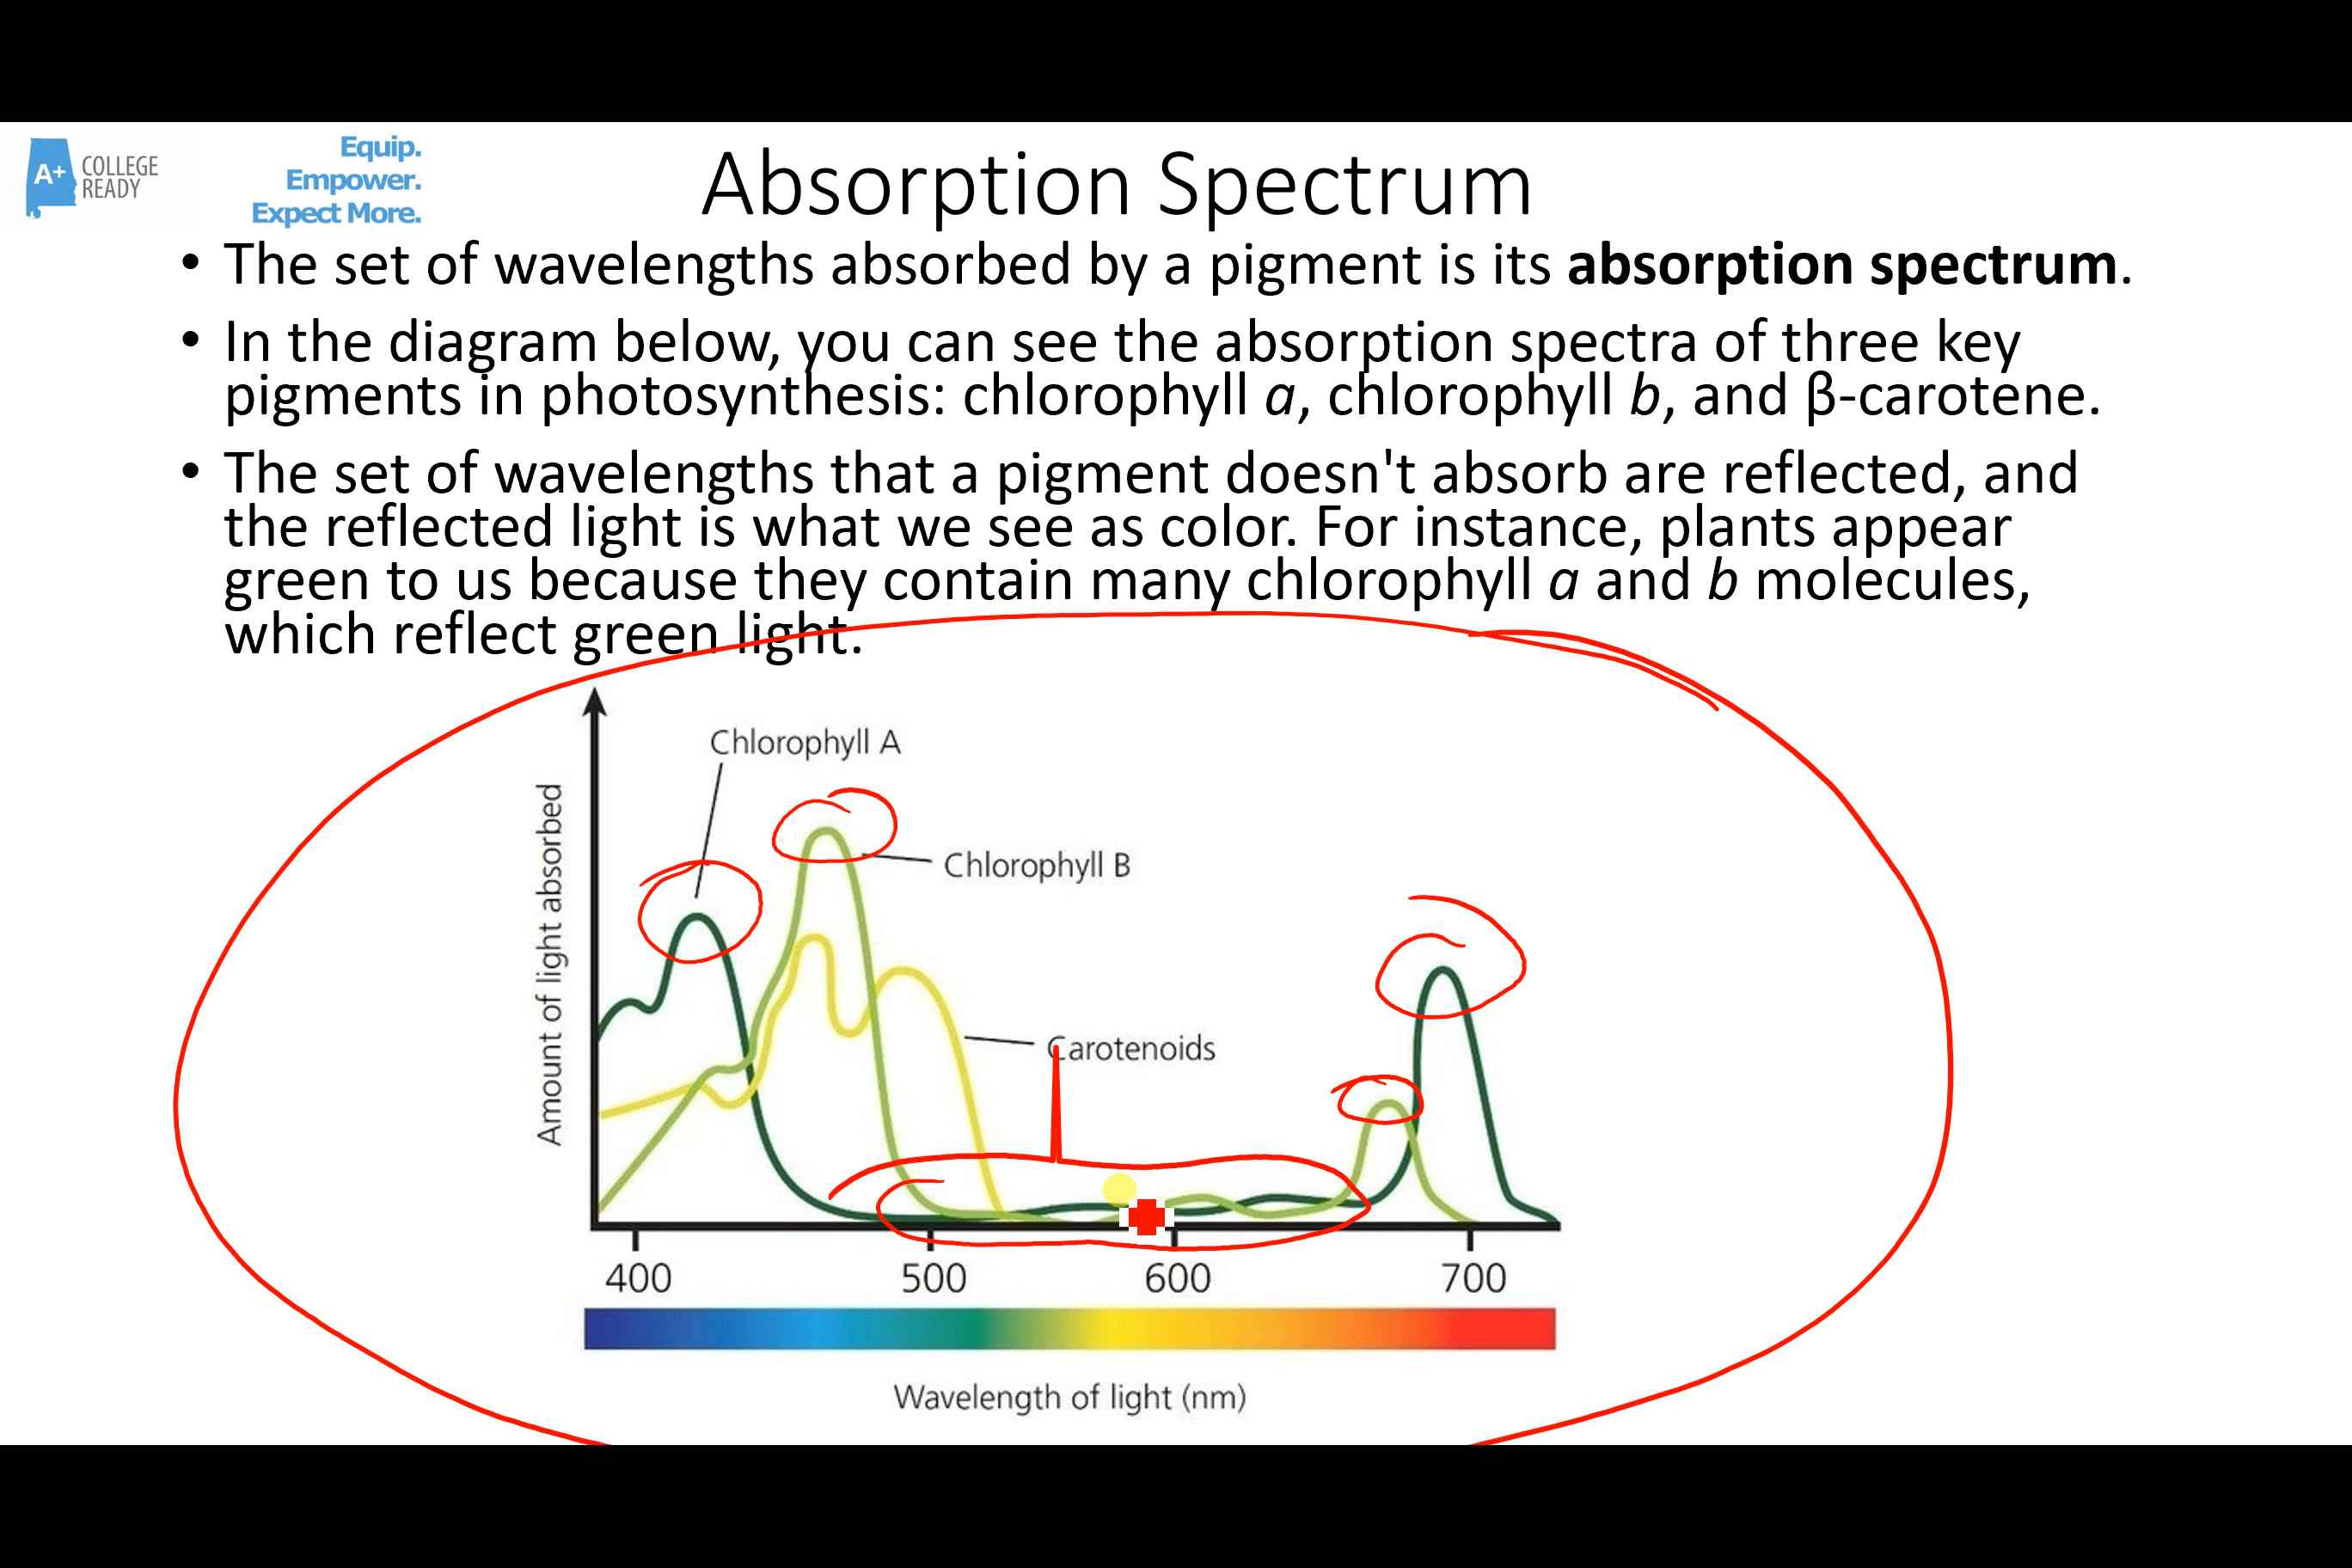 A+ COLLEGE
READY
Equip.
Empower.
Expect More.
Absorption Spectrum
• The set of wavelengths absorbed by a pigment is its absorption spectrum.
• In the diagram below, you can see the absorption spectra of three key
pigments in photosynthesis: chlorophyll a, chlorophyll b, and β-carotene.
• The set of wavelengths that a pigment doesn't absorb are reflected, and
the reflected light is what we see as color. For instance, plants appear
green to us because they contain many chlorophyll a and b molecules,
which reflect green light.
Chlorophyll A
Chlorophyll B
Carotenoids
Amount of light absorbed
400 500 600 700
Wavelength of light (nm)